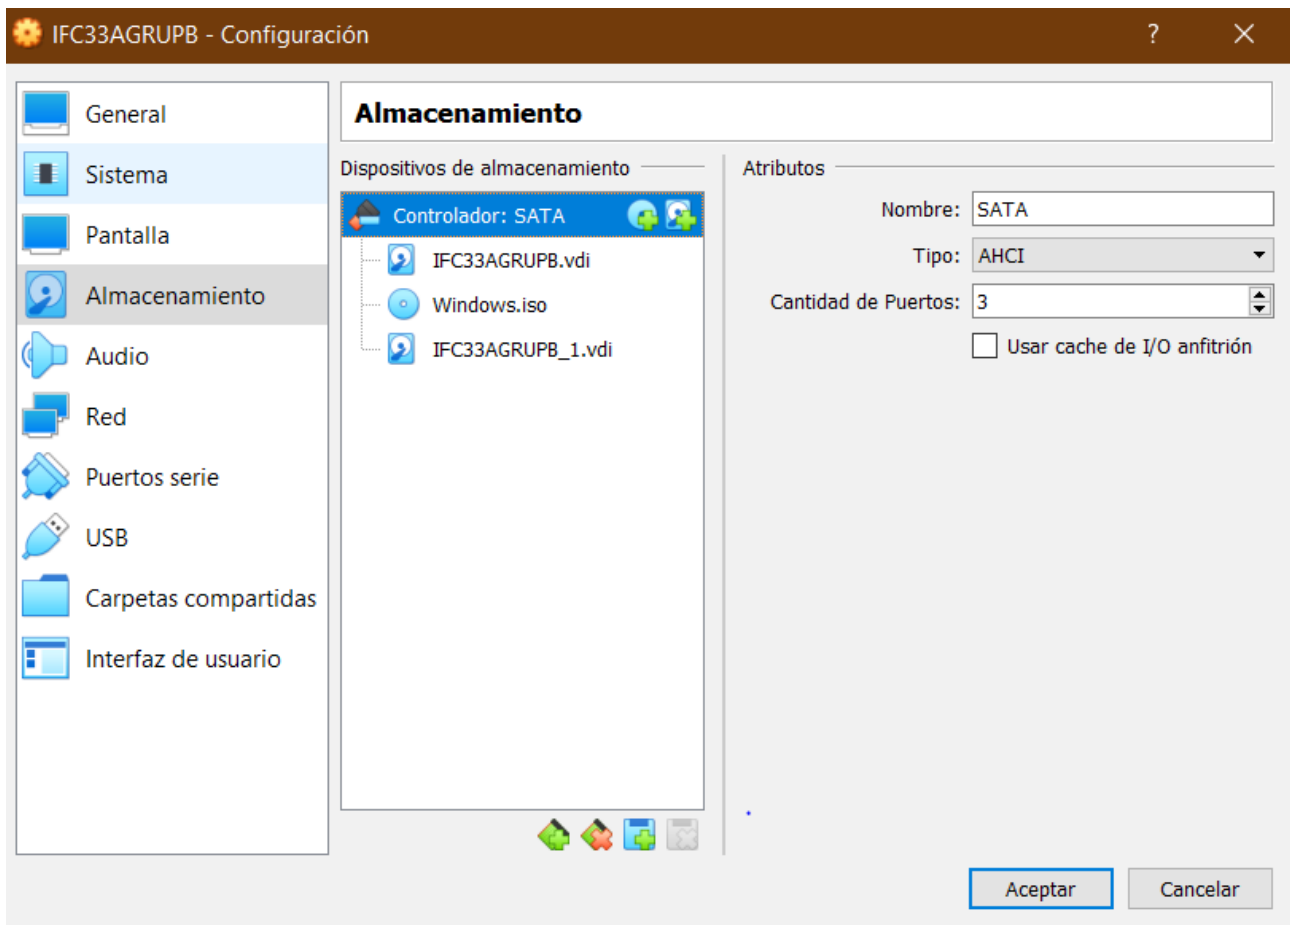 IFC33AGRUPB - Configuración
?
General
Sistema
Pantalla
Almacenamiento
Audio
Red
Puertos serie
USB
Carpetas compartidas
Interfaz de usuario
Almacenamiento
Dispositivos de almacenamiento
Controlador: SATA
IFC33AGRUPB.vdi
Windows.iso
IFC33AGRUPB_1.vdi
Atributos
Nombre: SATA
Tipo: AHCI
Cantidad de Puertos: 3
Usar cache de I/O anfitrión
Aceptar
Cancelar